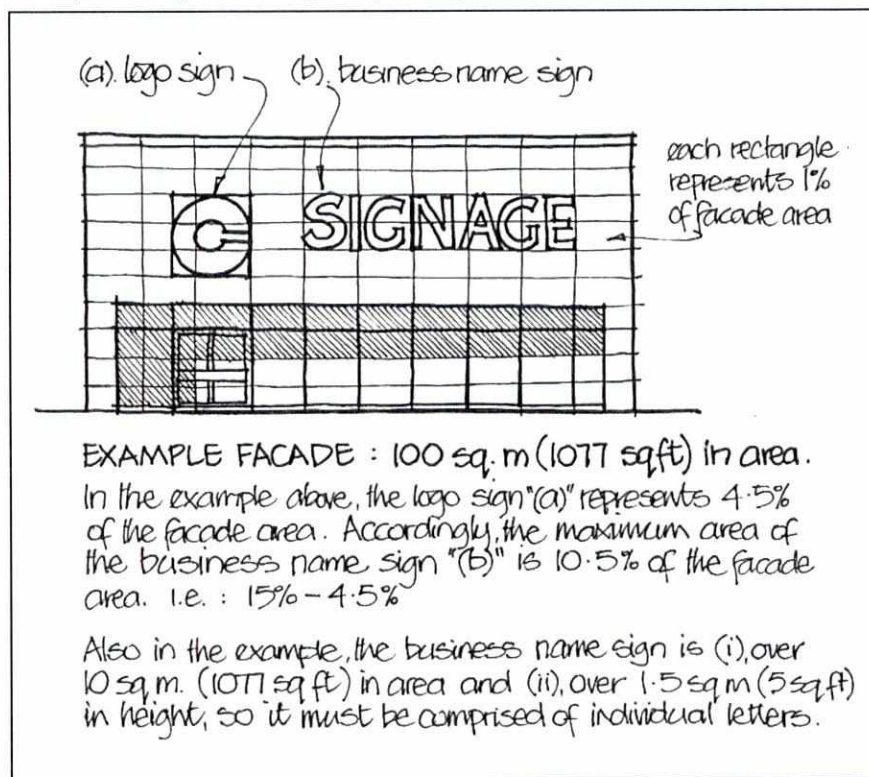 (a). logo sign
(b). business name sign
each rectangle
represents 1%
of facade area
C
SIGNAGE
EXAMPLE FACADE : 100 sq. m (1077 sq ft) in area.
In the example above, the logo sign "(a)" represents 4.5%
of the facade area. Accordingly, the maximum area of
the business name sign "(b)" is 10.5% of the facade
area. i.e. : 15% - 4.5%
Also in the example, the business name sign is (i), over
10 sq. m. (1077 sq ft) in area and (ii), over 1.5 sq m (5 sq ft)
in height, so it must be comprised of individual letters.